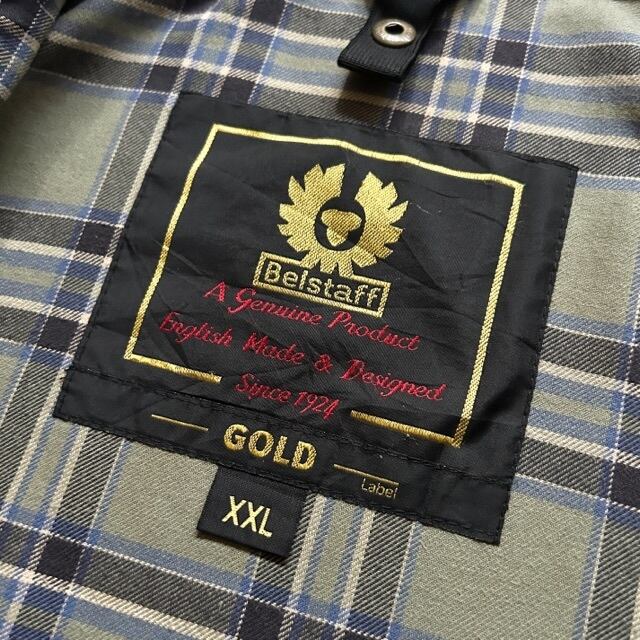 Belstaff
A Genuine Product
English Made & Designed
Since 1924
GOLD
Label
XXL